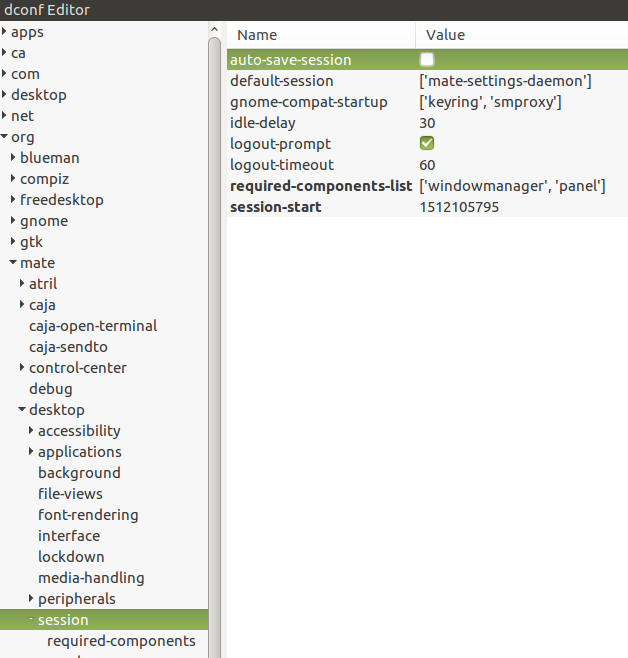 dconf Editor
apps
ca
com
desktop
net
org
blueman
compiz
freedesktop
gnome
gtk
mate
atril
caja
caja-open-terminal
caja-sendto
control-center
debug
desktop
accessibility
applications
background
file-views
font-rendering
interface
lockdown
media-handling
peripherals
session
required-components
Name Value
auto-save-session
default-session ['mate-settings-daemon']
gnome-compat-startup ['keyring', 'smproxy']
idle-delay 30
logout-prompt
logout-timeout 60
required-components-list ['windowmanager', 'panel']
session-start 1512105795